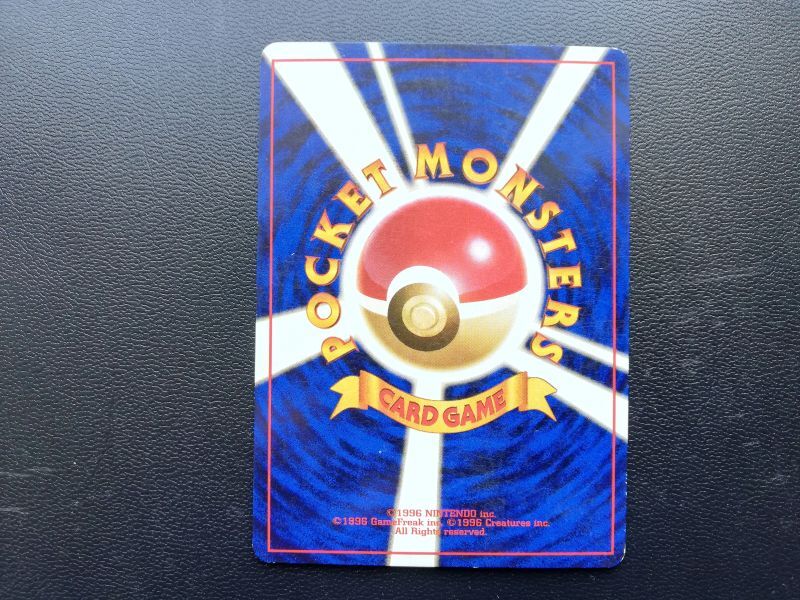 POCKET MONSTERS
CARD GAME
©1996 NINTENDO inc.
©1996 GameFreak inc. ©1996 Creatures inc.
All Rights reserved.